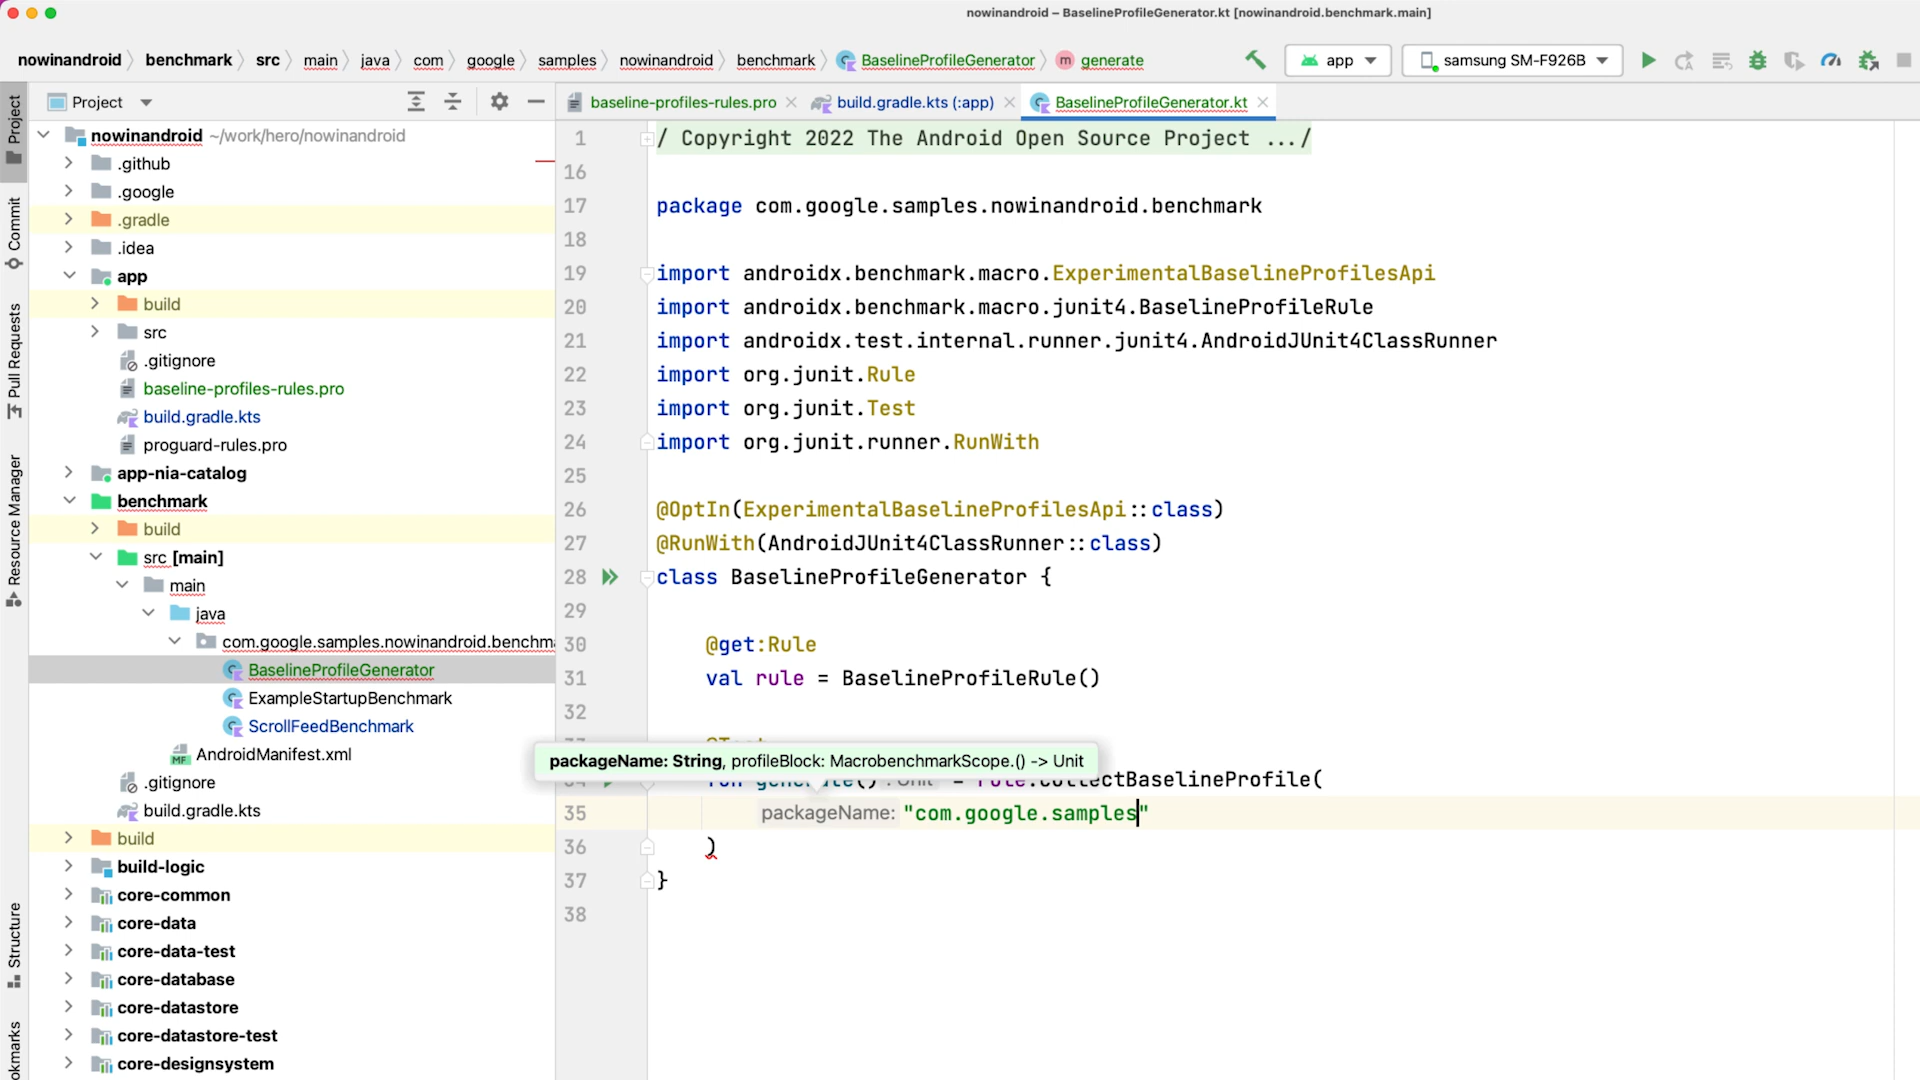 nowinandroid – BaselineProfileGenerator.kt [nowinandroid.benchmark.main]
nowinandroid benchmark src main java com google samples nowinandroid benchmark BaselineProfileGenerator m generate app samsung SM-F926B
Project
baseline-profiles-rules.pro build.gradle.kts (:app) BaselineProfileGenerator.kt
Project
Commit
Pull Requests
Resource Manager
Structure
nowinandroid ~/work/hero/nowinandroid
.github
.google
.gradle
.idea
app
build
src
.gitignore
baseline-profiles-rules.pro
build.gradle.kts
proguard-rules.pro
app-nia-catalog
benchmark
build
src [main]
main
java
com.google.samples.nowinandroid.benchm
BaselineProfileGenerator
ExampleStartupBenchmark
ScrollFeedBenchmark
MF AndroidManifest.xml
.gitignore
build.gradle.kts
build
build-logic
core-common
core-data
core-data-test
core-database
core-datastore
core-datastore-test
core-designsystem
1 / Copyright 2022 The Android Open Source Project .../
16
17 package com.google.samples.nowinandroid.benchmark
18
19 import androidx.benchmark.macro.ExperimentalBaselineProfilesApi
20 import androidx.benchmark.macro.junit4.BaselineProfileRule
21 import androidx.test.internal.runner.junit4.AndroidJUnit4ClassRunner
22 import org.junit.Rule
23 import org.junit.Test
24 import org.junit.runner.RunWith
25
26 @OptIn(ExperimentalBaselineProfilesApi::class)
27 @RunWith(AndroidJUnit4ClassRunner::class)
28 class BaselineProfileGenerator {
29
30 @get:Rule
31 val rule = BaselineProfileRule()
32
packageName: String, profileBlock: MacrobenchmarkScope.() -> Unit
= rule.collectBaselineProfile(
35 packageName: "com.google.samples"
36 )
37 }
38